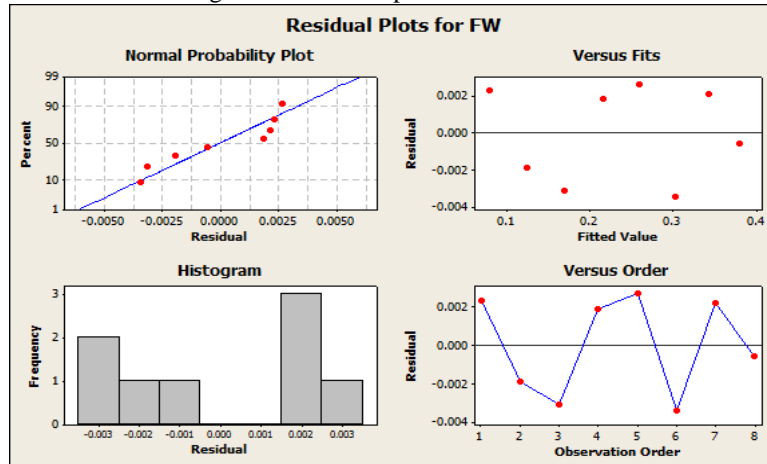 Residual Plots for FW
Normal Probability Plot
99
90
50
10
1
Percent
-0.0050 -0.0025 0.0000 0.0025 0.0050
Residual
Versus Fits
0.002
0.000
-0.002
-0.004
Residual
0.1 0.2 0.3 0.4
Fitted Value
Histogram
3
2
1
0
Frequency
-0.003 -0.002 -0.001 0.000 0.001 0.002 0.003
Residual
Versus Order
0.002
0.000
-0.002
-0.004
Residual
1 2 3 4 5 6 7 8
Observation Order